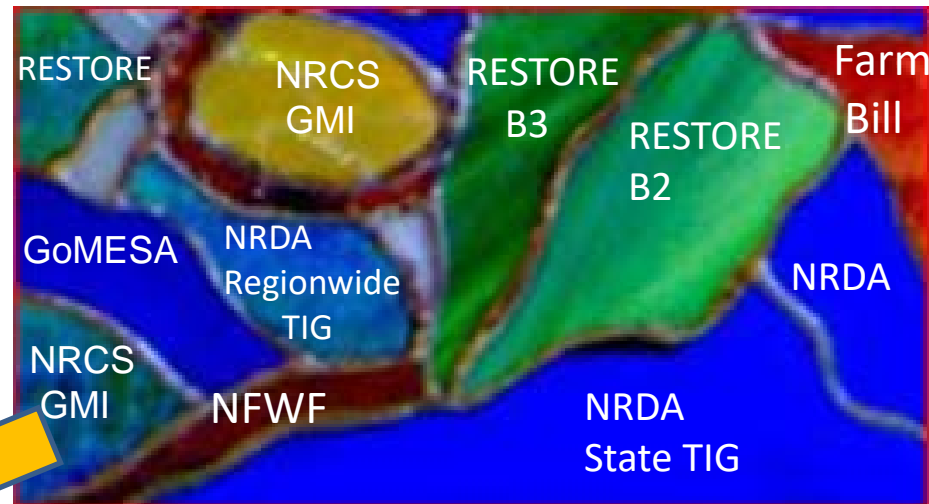 RESTORE
NRCS
GMI
RESTORE
B3
RESTORE
B2
Farm
Bill
GoMESA
NRDA
Regionwide
TIG
NRDA
NRCS
GMI
NFWF
NRDA
State TIG